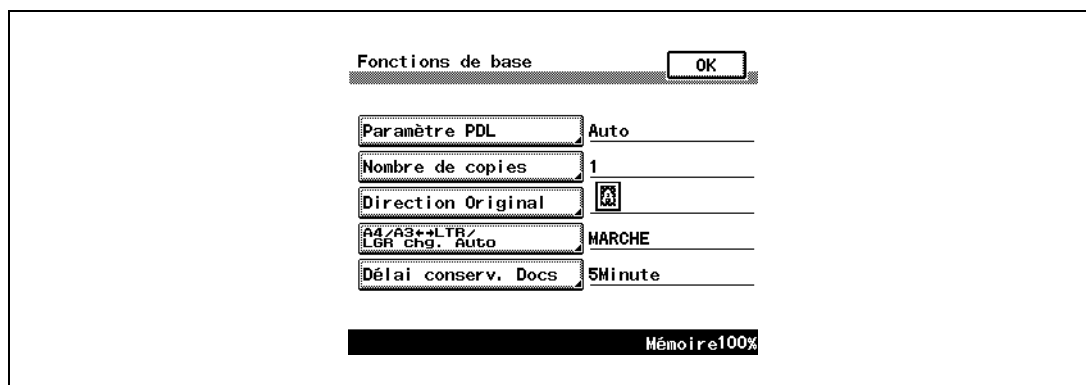 Fonctions de base OK
Paramètre PDL Auto
Nombre de copies 1
Direction Original
A4/A3↔LTR/
LGR chg. Auto MARCHE
Délai conserv. Docs 5Minute
Mémoire100%